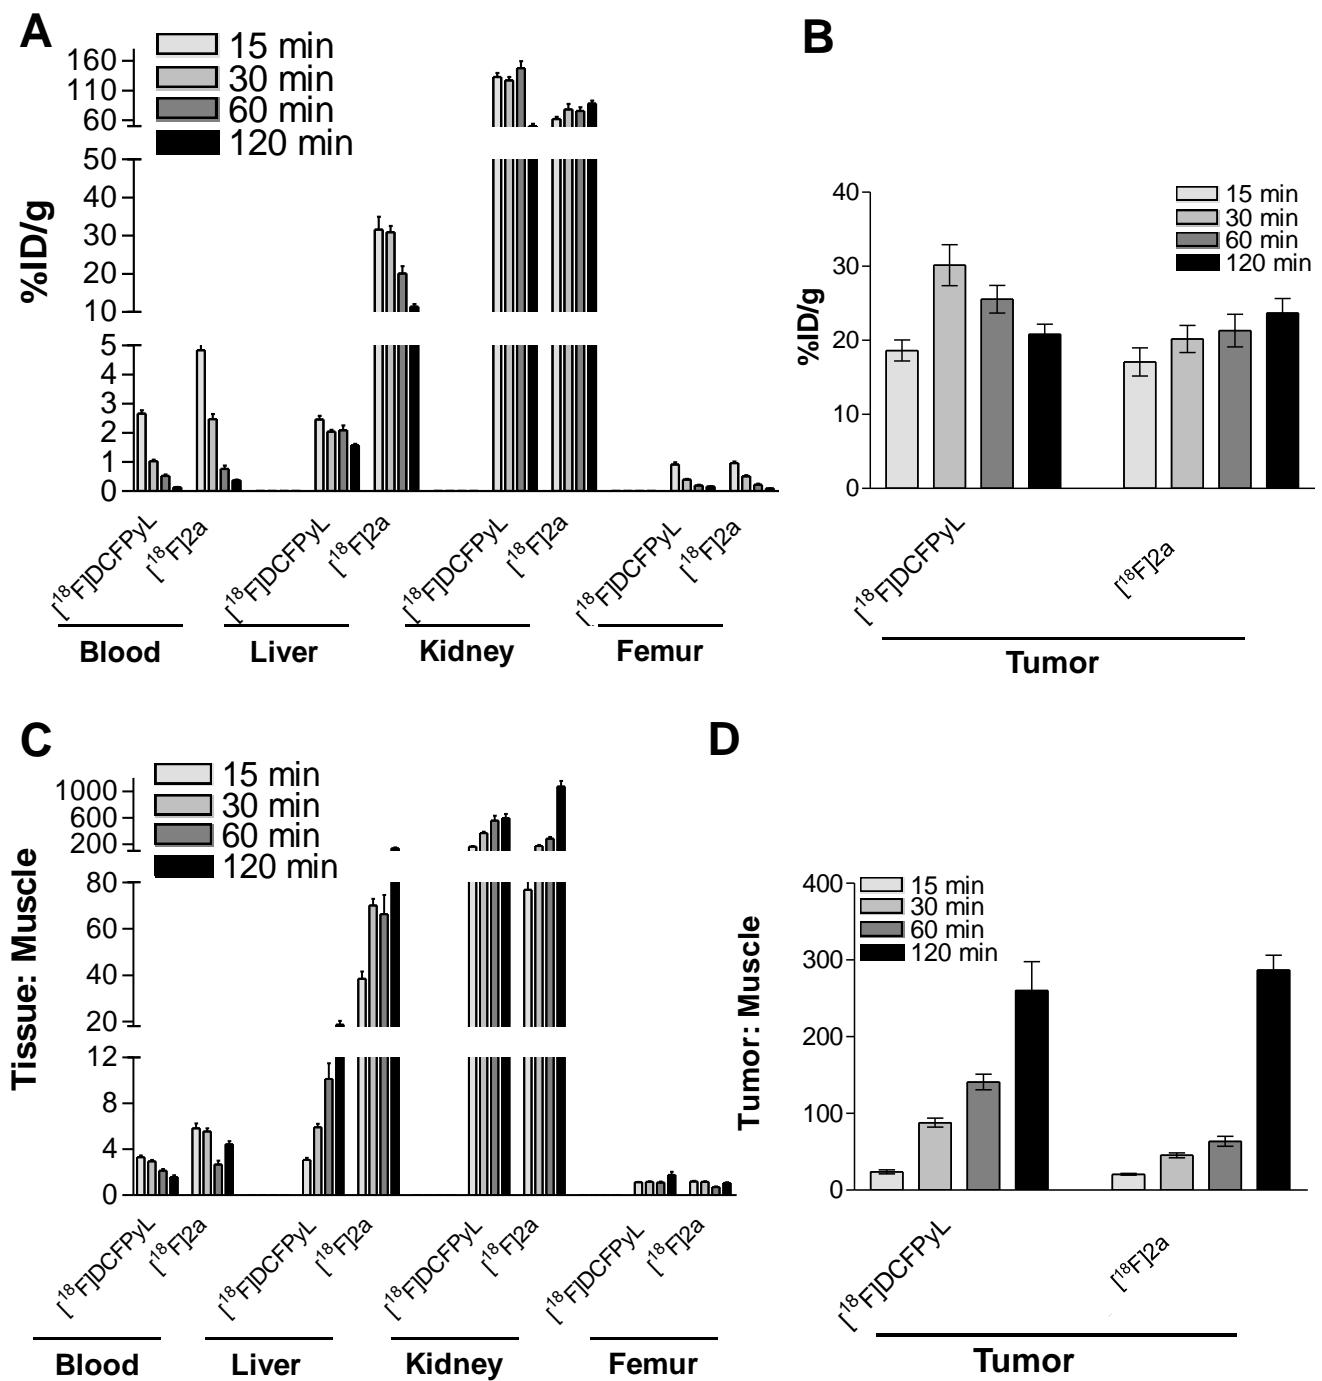 A
15 min
30 min
60 min
120 min
%ID/g
160
110
60
50
40
30
20
10
5
4
3
2
1
0
[18F]DCFPyL
[18F]2a
[18F]DCFPyL
[18F]2a
[18F]DCFPyL
[18F]2a
[18F]DCFPyL
[18F]2a
Blood
Liver
Kidney
Femur
B
15 min
30 min
60 min
120 min
%ID/g
40
30
20
10
0
[18F]DCFPyL
[18F]2a
Tumor
C
15 min
30 min
60 min
120 min
Tissue: Muscle
1000
600
200
80
60
40
20
12
8
4
0
[18F]DCFPyL
[18F]2a
[18F]DCFPyL
[18F]2a
[18F]DCFPyL
[18F]2a
[18F]DCFPyL
[18F]2a
Blood
Liver
Kidney
Femur
D
15 min
30 min
60 min
120 min
Tumor: Muscle
400
300
200
100
0
[18F]DCFPyL
[18F]2a
Tumor